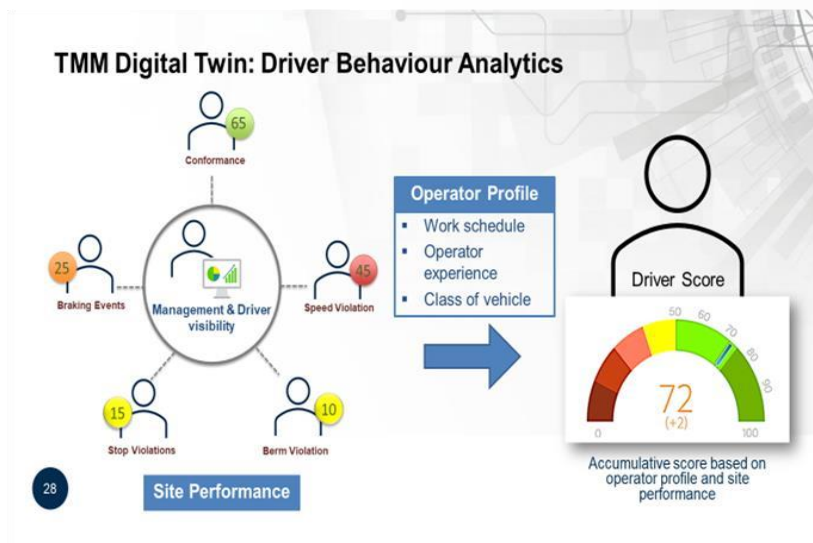 TMM Digital Twin: Driver Behaviour Analytics
65
Conformance
25
Braking Events
Management & Driver
visibility
45
Speed Violation
15
Stop Violations
10
Berm Violation
Site Performance
Operator Profile
▪ Work schedule
▪ Operator
experience
▪ Class of vehicle
Driver Score
50
60
70
80
90
72
(+2)
0
100
Accumulative score based on
operator profile and site
performance
28